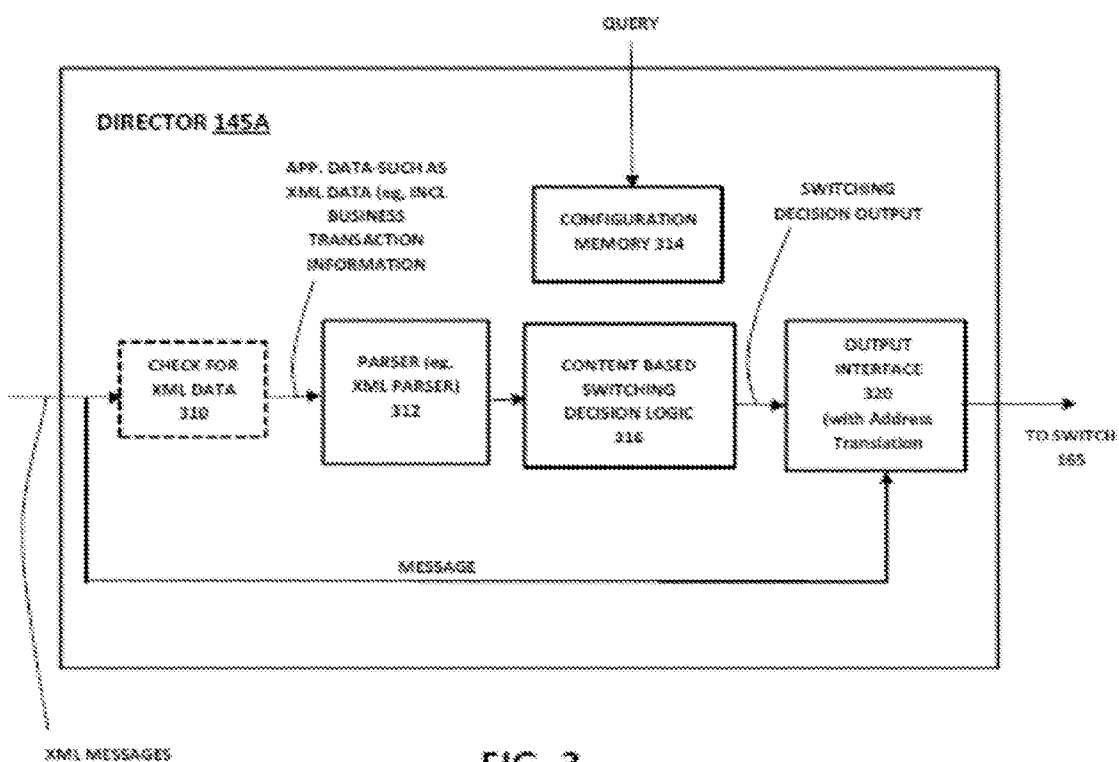 QUERY
DIRECTOR 145A
APP. DATA-SUCH AS
XML DATA (eg, INCL
BUSINESS
TRANSACTION
INFORMATION
CONFIGURATION
MEMORY 314
SWITCHING
DECISION OUTPUT
CHECK FOR
XML DATA
310
PARSER (eg.
XML PARSER)
312
CONTENT BASED
SWITCHING
DECISION LOGIC
316
OUTPUT
INTERFACE
320
(with Address
Translation
TO SWITCH
165
MESSAGE
XML MESSAGES
FIG. 3